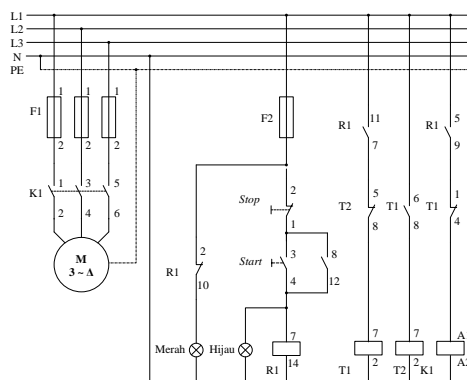 L1
L2
L3
N
PE
F1 1 1 1
2 2 2
K1 1 3 5
2 4 6
M
3 ~ Δ
F2
Stop 2
1
Start 3 8
4 12
R1 2
10
Merah Hijau
R1 7
14
R1 11
7
T2 5
8
T1 7
2
T1 6
8
T2 7
2
R1 5
9
T1 1
4
K1 A
A2